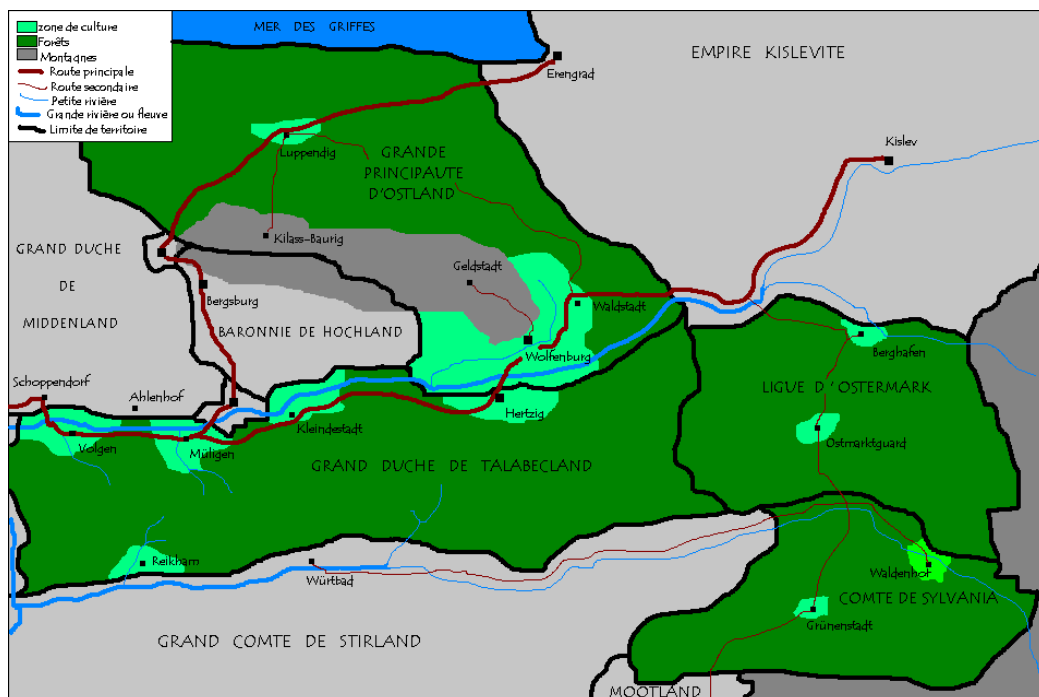 zone de culture
Forêts
Montagnes
Route principale
Route secondaire
Petite rivière
Grande rivière ou fleuve
Limite de territoire
MER DES GRIFFES
EMPIRE KISLEVITE
Erengrad
Kislev
Luppendig
GRANDE
PRINCIPAUTE
D'OSTLAND
Kilass-Baurig
GRAND DUCHE
DE
MIDDENLAND
Geldstadt
Bergsburg
BARONNIE DE HOCHLAND
Waldstadt
Wolfenburg
Berghafen
LIGUE D'OSTERMARK
Schoppendorf
Ahlenhof
Hertzig
Kleindestadt
Ostmarktguard
Volgen
Müligen
GRAND DUCHE DE TALABECLAND
Reikham
Würtbad
Waldenhof
COMTE DE SYLVANIA
Grünenstadt
GRAND COMTE DE STIRLAND
MOOTLAND